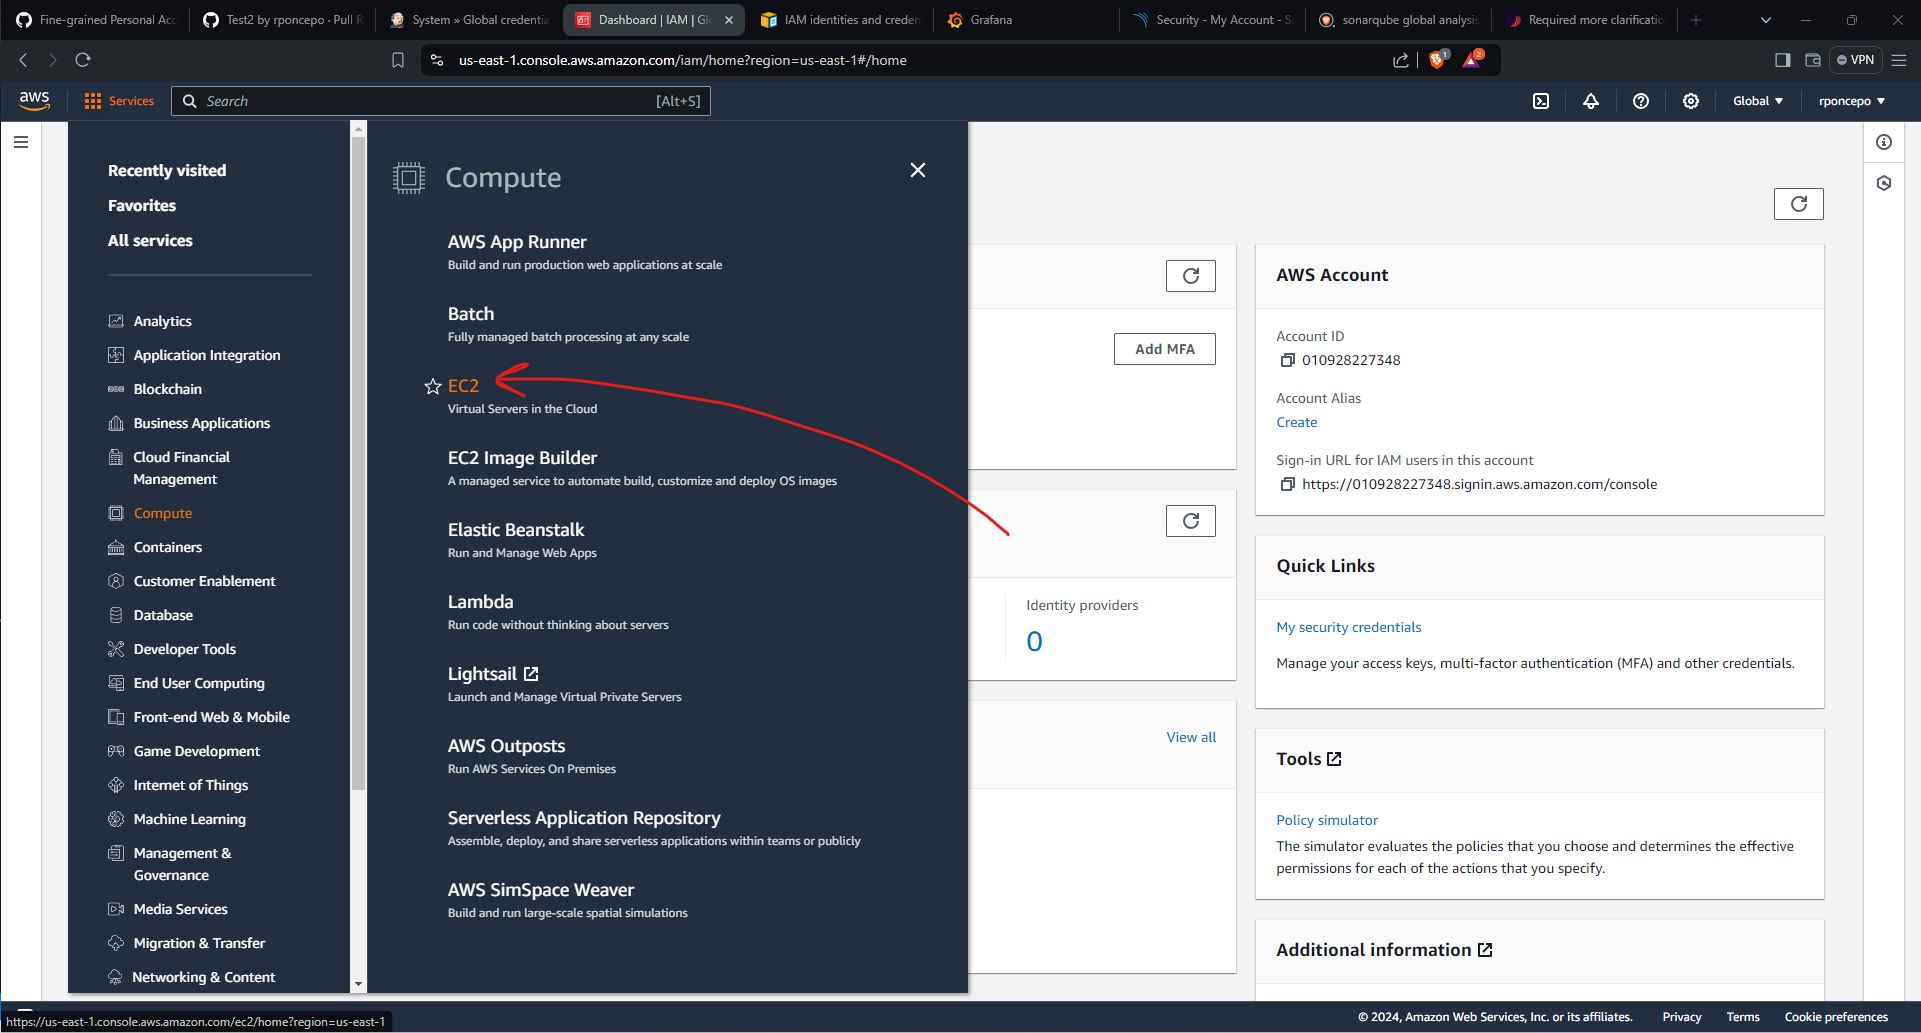 Fine-grained Personal Acc
Test2 by rponcepo · Pull R
System » Global credentia
Dashboard | IAM | Glo
IAM identities and creden
Grafana
Security - My Account - S
sonarqube global analysis
Required more clarificatio
us-east-1.console.aws.amazon.com/iam/home?region=us-east-1#/home
1
2
VPN
aws
Services
Search
[Alt+S]
Global
rponcepo
Recently visited
Favorites
All services
Analytics
Application Integration
Blockchain
Business Applications
Cloud Financial
Management
Compute
Containers
Customer Enablement
Database
Developer Tools
End User Computing
Front-end Web & Mobile
Game Development
Internet of Things
Machine Learning
Management &
Governance
Media Services
Migration & Transfer
Networking & Content
Compute
AWS App Runner
Build and run production web applications at scale
Batch
Fully managed batch processing at any scale
EC2
Virtual Servers in the Cloud
EC2 Image Builder
A managed service to automate build, customize and deploy OS images
Elastic Beanstalk
Run and Manage Web Apps
Lambda
Run code without thinking about servers
Lightsail
Launch and Manage Virtual Private Servers
AWS Outposts
Run AWS Services On Premises
Serverless Application Repository
Assemble, deploy, and share serverless applications within teams or publicly
AWS SimSpace Weaver
Build and run large-scale spatial simulations
Add MFA
Identity providers
0
View all
AWS Account
Account ID
010928227348
Account Alias
Create
Sign-in URL for IAM users in this account
https://010928227348.signin.aws.amazon.com/console
Quick Links
My security credentials
Manage your access keys, multi-factor authentication (MFA) and other credentials.
Tools
Policy simulator
The simulator evaluates the policies that you choose and determines the effective
permissions for each of the actions that you specify.
Additional information
https://us-east-1.console.aws.amazon.com/ec2/home?region=us-east-1
© 2024, Amazon Web Services, Inc. or its affiliates.
Privacy
Terms
Cookie preferences